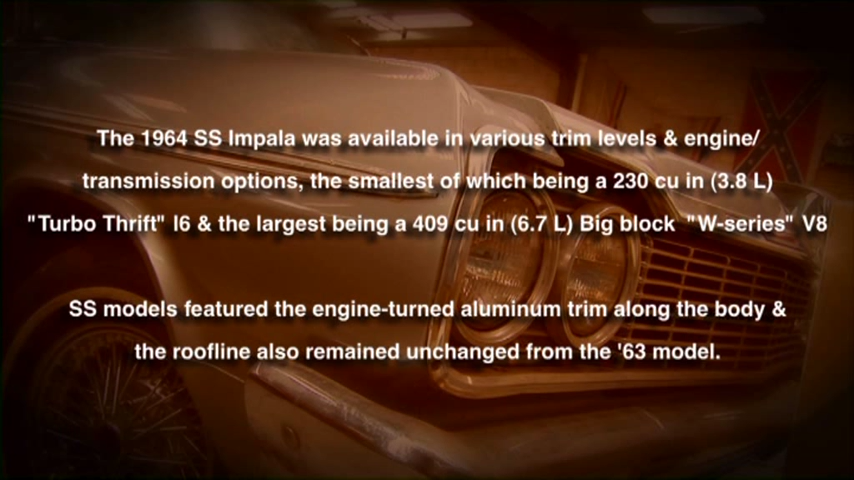 The 1964 SS Impala was available in various trim levels & engine/
transmission options, the smallest of which being a 230 cu in (3.8 L)
"Turbo Thrift" I6 & the largest being a 409 cu in (6.7 L) Big block "W-series" V8
SS models featured the engine-turned aluminum trim along the body &
the roofline also remained unchanged from the '63 model.